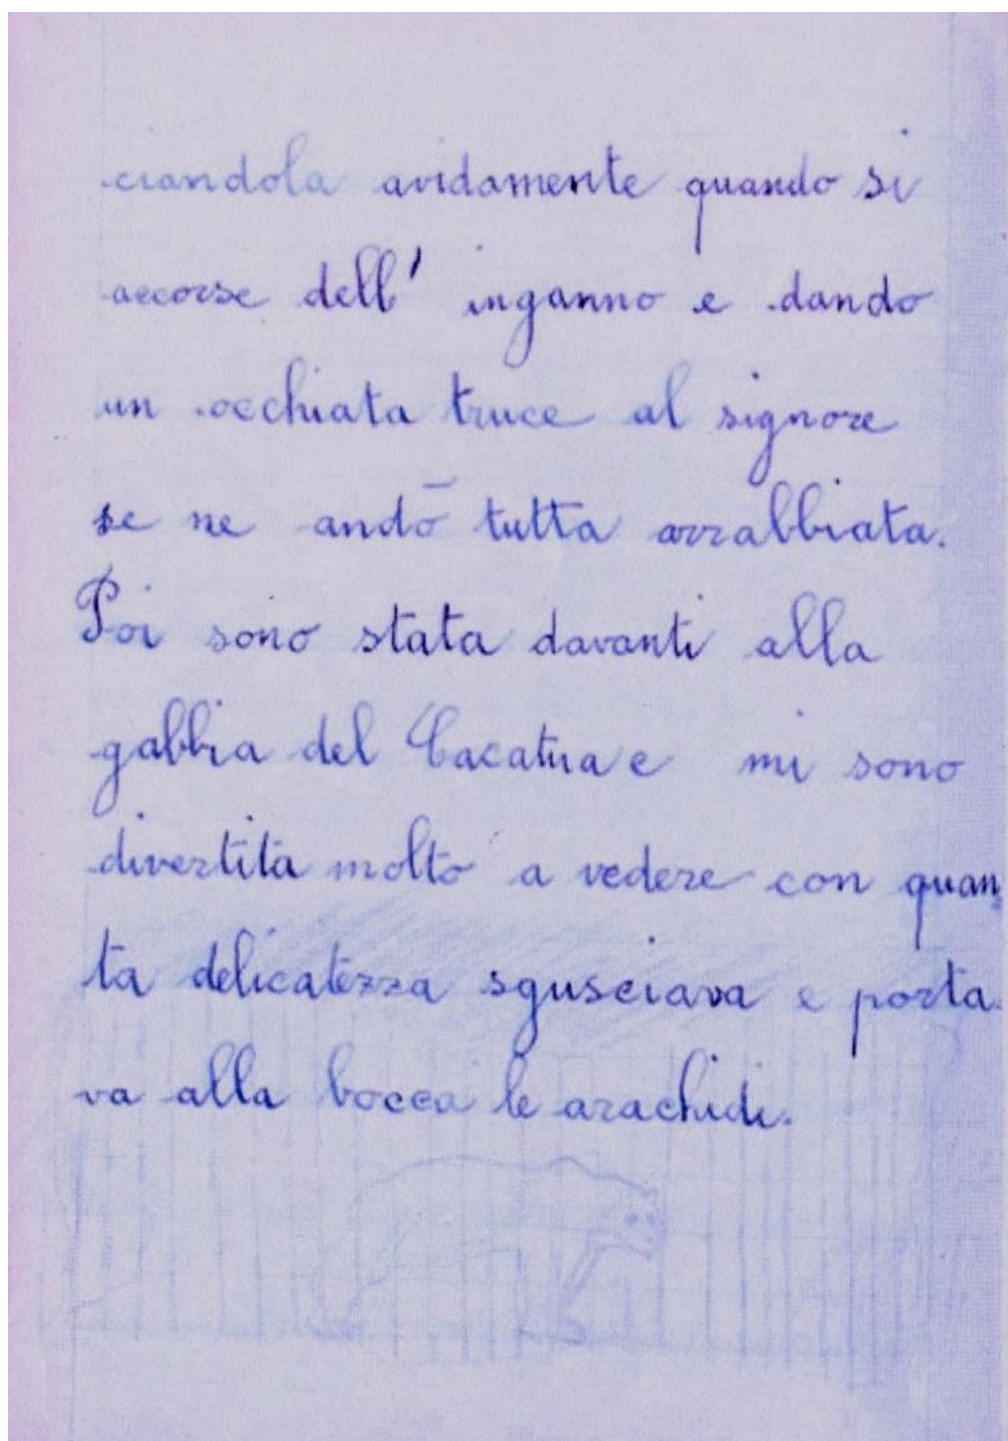 ciandola avidamente quando si
accorse dell' inganno e dando
un occhiata truce al signore
se ne andò tutta arrabbiata.
Poi sono stata davanti alla
gabbia del Cacatua e mi sono
divertita molto a vedere con quan
ta delicatezza sgusciava e porta
va alla bocca le arachidi.